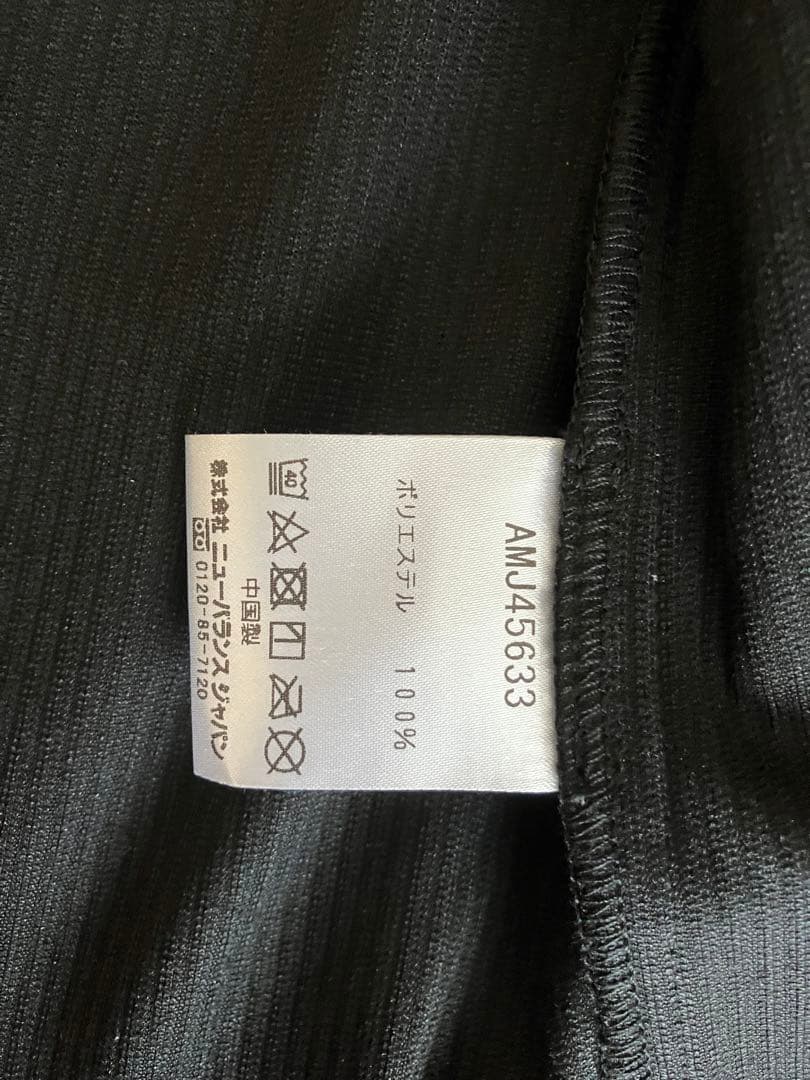 AMJ45633
ポリエステル 100%
40
中国製
株式会社 ニューバランス ジャパン
0120-85-7120